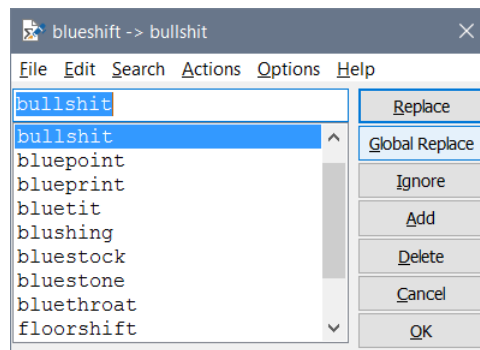 blueshift -> bullshit
File Edit Search Actions Options Help
bullshit
Replace
bullshit
Global Replace
bluepoint
blueprint
Ignore
bluetit
Add
blushing
bluestock
Delete
bluestone
Cancel
bluethroat
floorshift
OK